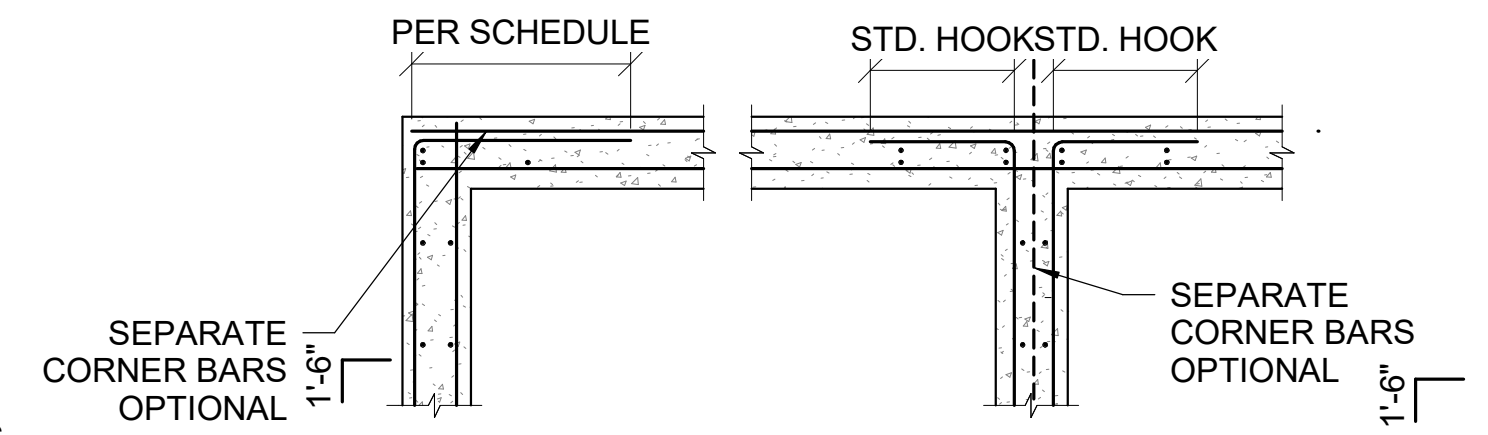 PER SCHEDULE
STD. HOOKSTD. HOOK
SEPARATE
CORNER BARS
OPTIONAL
1'-6"
SEPARATE
CORNER BARS
OPTIONAL
1'-6"